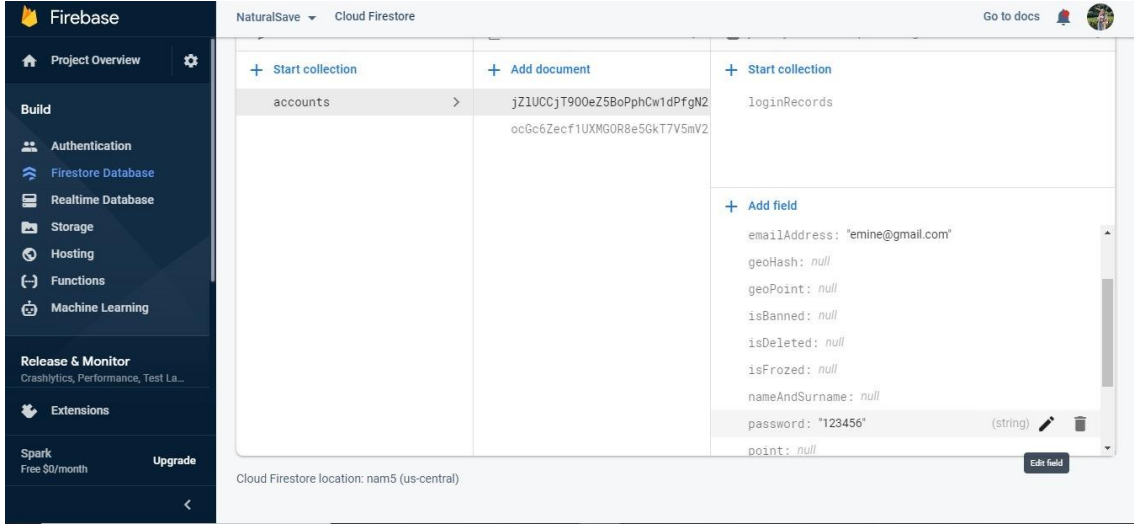 Firebase
NaturalSave
Cloud Firestore
Go to docs
Project Overview
Build
Authentication
Firestore Database
Realtime Database
Storage
Hosting
Functions
Machine Learning
Release & Monitor
Crashlytics, Performance, Test La...
Extensions
Spark
Free $0/month
Upgrade
+ Start collection
accounts
+ Add document
jZlUCCjT9OOeZ5BoPphCw1dPfgN2
ocGc6Zecf1UXMGOR8e5GkT7V5mV2
+ Start collection
loginRecords
+ Add field
emailAddress: "emine@gmail.com"
geoHash: null
geoPoint: null
isBanned: null
isDeleted: null
isFrozed: null
nameAndSurname: null
password: "123456" (string)
point: null
Edit field
Cloud Firestore location: nam5 (us-central)